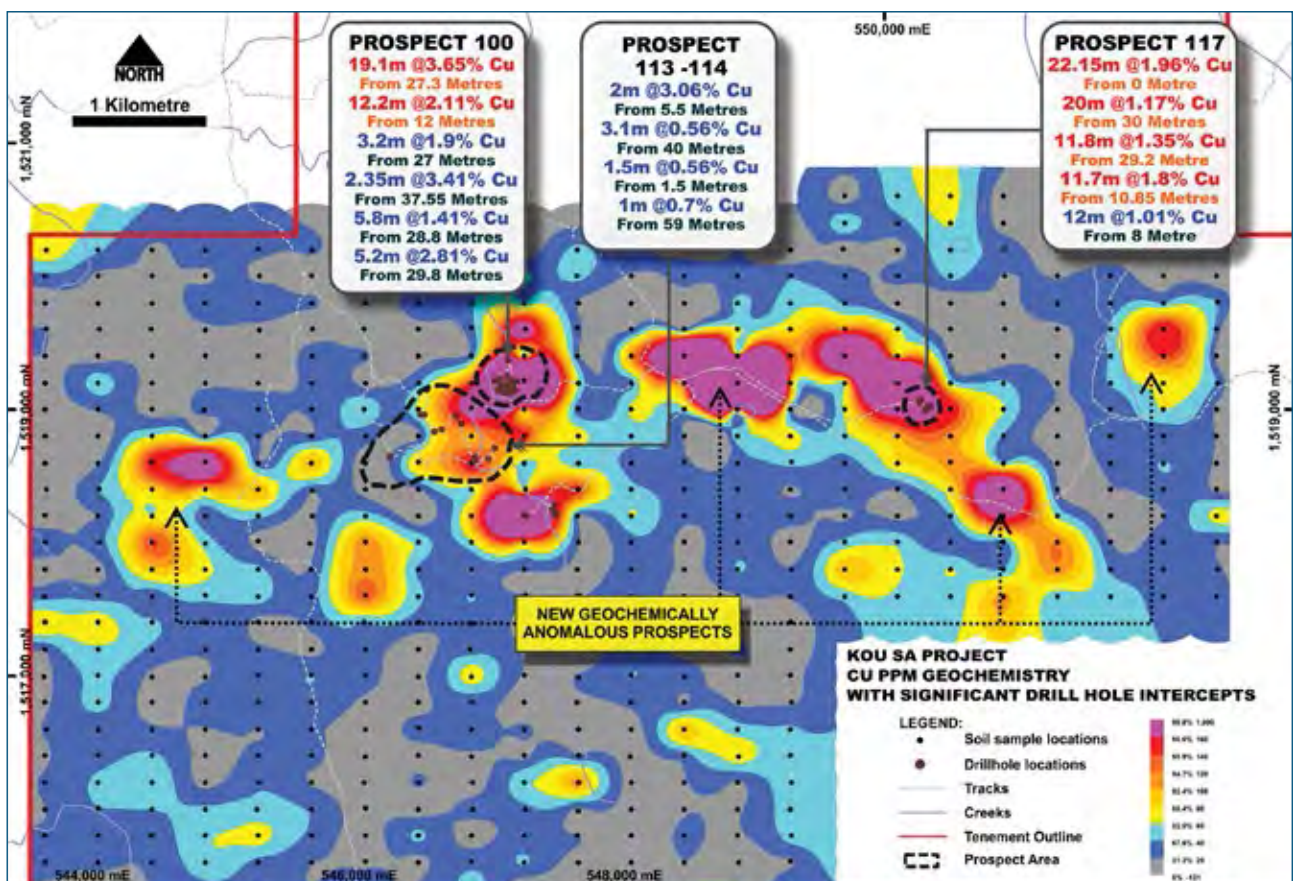 NORTH
1 Kilometre
PROSPECT 100
19.1m @3.65% Cu
From 27.3 Metres
12.2m @2.11% Cu
From 12 Metres
3.2m @1.9% Cu
From 27 Metres
2.35m @3.41% Cu
From 37.55 Metres
5.8m @1.41% Cu
From 28.8 Metres
5.2m @2.81% Cu
From 29.8 Metres
PROSPECT
113 -114
2m @3.06% Cu
From 5.5 Metres
3.1m @0.56% Cu
From 40 Metres
1.5m @0.56% Cu
From 1.5 Metres
1m @0.7% Cu
From 59 Metres
550,000 mE
PROSPECT 117
22.15m @1.96% Cu
From 0 Metre
20m @1.17% Cu
From 30 Metres
11.8m @1.35% Cu
From 29.2 Metre
11.7m @1.8% Cu
From 10.85 Metres
12m @1.01% Cu
From 8 Metre
1,521,000 mN
1,519,000 mN
1,519,000 mN
1,517,000 mN
NEW GEOCHEMICALLY
ANOMALOUS PROSPECTS
KOU SA PROJECT
CU PPM GEOCHEMISTRY
WITH SIGNIFICANT DRILL HOLE INTERCEPTS
LEGEND:
Soil sample locations
Drillhole locations
Tracks
Creeks
Tenement Outline
Prospect Area
544,000 mE
546,000 mE
548,000 mE